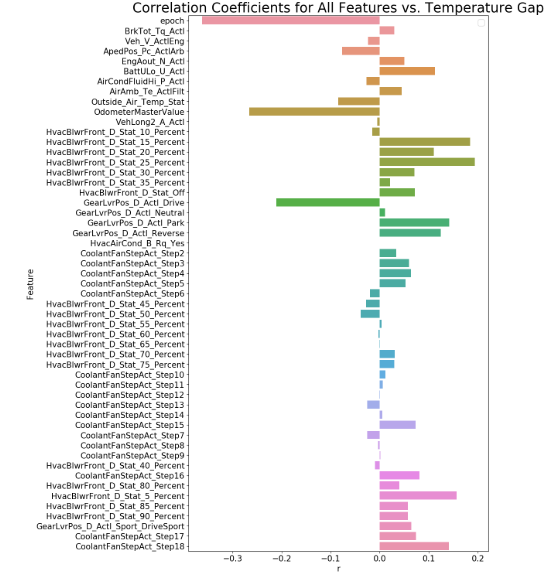 Correlation Coefficients for All Features vs. Temperature Gap
epoch
BrkTot_Tq_Actl
Veh_V_ActlEng
ApedPos_Pc_ActlArb
EngAout_N_Actl
BattULo_U_Actl
AirCondFluidHi_P_Actl
AirAmb_Te_ActlFilt
Outside_Air_Temp_Stat
OdometerMasterValue
VehLong2_A_Actl
HvacBlwrFront_D_Stat_10_Percent
HvacBlwrFront_D_Stat_15_Percent
HvacBlwrFront_D_Stat_20_Percent
HvacBlwrFront_D_Stat_25_Percent
HvacBlwrFront_D_Stat_30_Percent
HvacBlwrFront_D_Stat_35_Percent
HvacBlwrFront_D_Stat_Off
GearLvrPos_D_Actl_Drive
GearLvrPos_D_Actl_Neutral
GearLvrPos_D_Actl_Park
GearLvrPos_D_Actl_Reverse
HvacAirCond_B_Rq_Yes
CoolantFanStepAct_Step2
CoolantFanStepAct_Step3
CoolantFanStepAct_Step4
CoolantFanStepAct_Step5
CoolantFanStepAct_Step6
HvacBlwrFront_D_Stat_45_Percent
HvacBlwrFront_D_Stat_50_Percent
HvacBlwrFront_D_Stat_55_Percent
HvacBlwrFront_D_Stat_60_Percent
HvacBlwrFront_D_Stat_65_Percent
HvacBlwrFront_D_Stat_70_Percent
HvacBlwrFront_D_Stat_75_Percent
CoolantFanStepAct_Step10
CoolantFanStepAct_Step11
CoolantFanStepAct_Step12
CoolantFanStepAct_Step13
CoolantFanStepAct_Step14
CoolantFanStepAct_Step15
CoolantFanStepAct_Step7
CoolantFanStepAct_Step8
CoolantFanStepAct_Step9
HvacBlwrFront_D_Stat_40_Percent
CoolantFanStepAct_Step16
HvacBlwrFront_D_Stat_80_Percent
HvacBlwrFront_D_Stat_5_Percent
HvacBlwrFront_D_Stat_85_Percent
HvacBlwrFront_D_Stat_90_Percent
GearLvrPos_D_Actl_Sport_DriveSport
CoolantFanStepAct_Step17
CoolantFanStepAct_Step18
Feature
−0.3 −0.2 −0.1 0.0 0.1 0.2
r